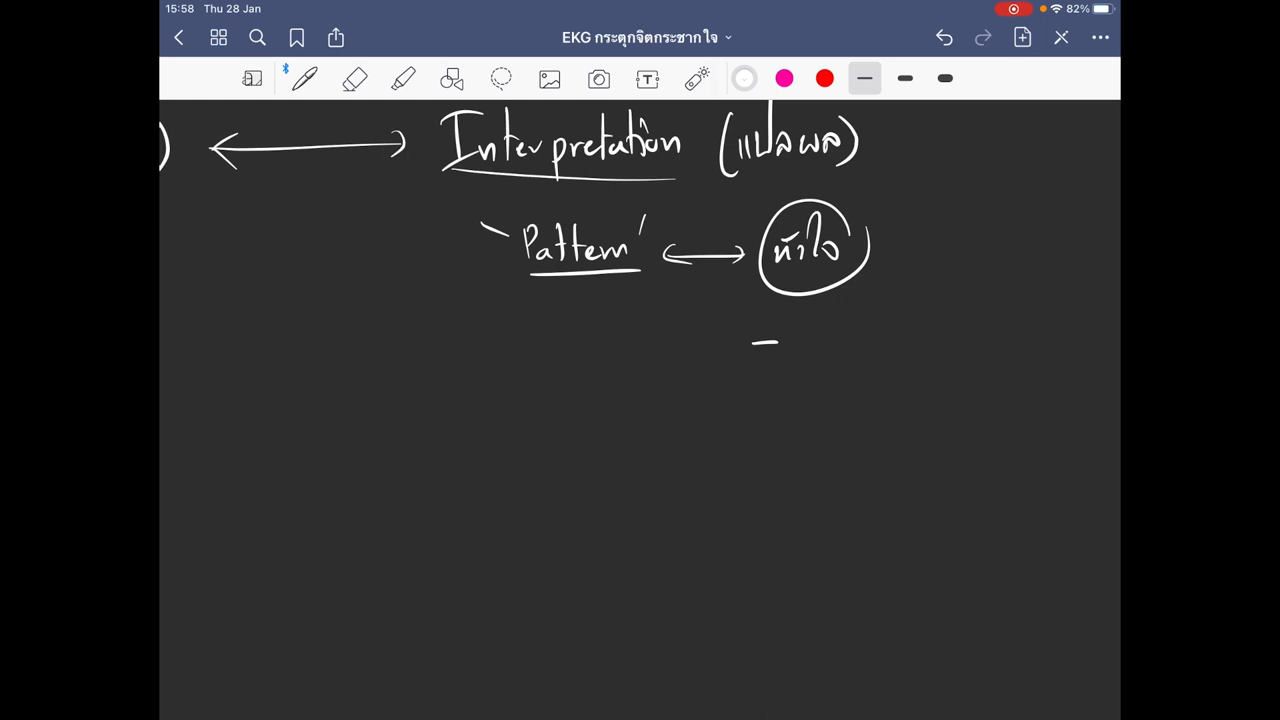 15:58 Thu 28 Jan 82%
EKG กระตุกจิตกระชากใจ
) Interpretation (แปลผล)
"Pattern" หัวใจ